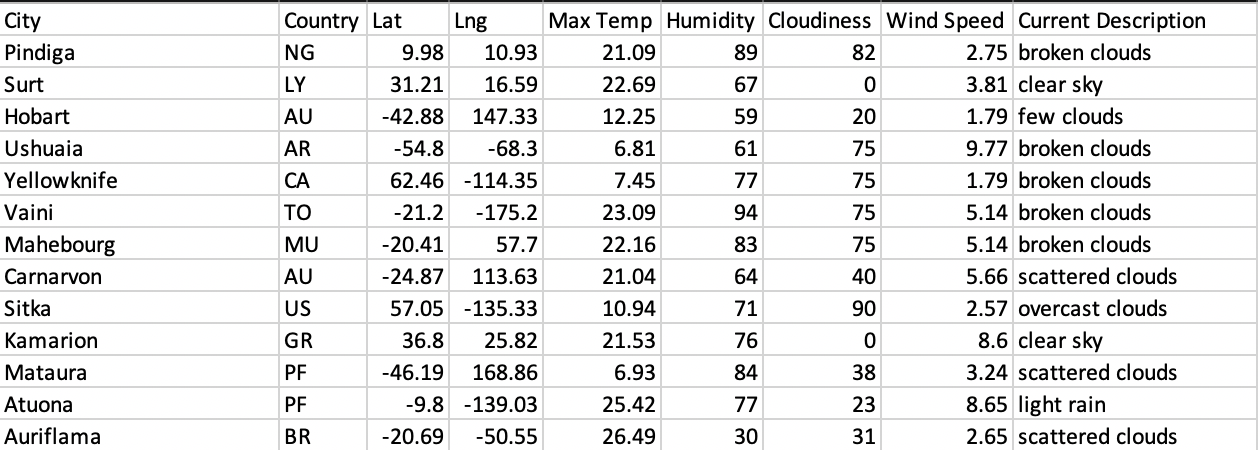 City Country Lat Lng Max Temp Humidity Cloudiness Wind Speed Current Description
Pindiga NG 9.98 10.93 21.09 89 82 2.75 broken clouds
Surt LY 31.21 16.59 22.69 67 0 3.81 clear sky
Hobart AU -42.88 147.33 12.25 59 20 1.79 few clouds
Ushuaia AR -54.8 -68.3 6.81 61 75 9.77 broken clouds
Yellowknife CA 62.46 -114.35 7.45 77 75 1.79 broken clouds
Vaini TO -21.2 -175.2 23.09 94 75 5.14 broken clouds
Mahebourg MU -20.41 57.7 22.16 83 75 5.14 broken clouds
Carnarvon AU -24.87 113.63 21.04 64 40 5.66 scattered clouds
Sitka US 57.05 -135.33 10.94 71 90 2.57 overcast clouds
Kamarion GR 36.8 25.82 21.53 76 0 8.6 clear sky
Mataura PF -46.19 168.86 6.93 84 38 3.24 scattered clouds
Atuona PF -9.8 -139.03 25.42 77 23 8.65 light rain
Auriflama BR -20.69 -50.55 26.49 30 31 2.65 scattered clouds